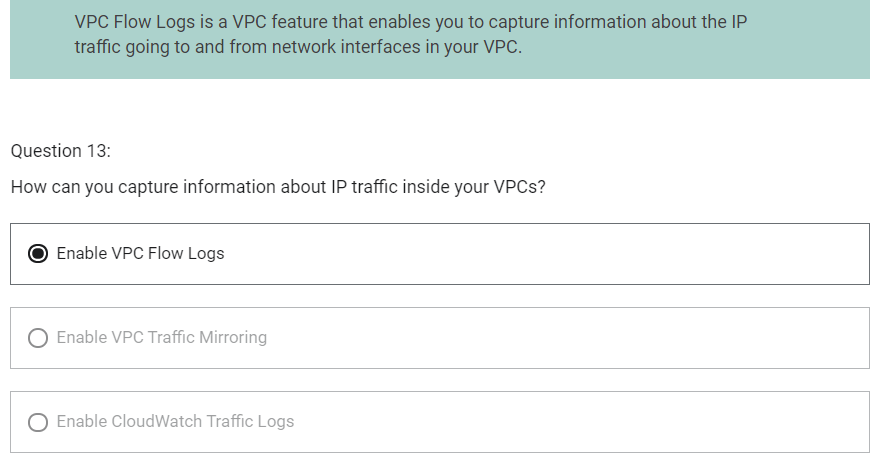 VPC Flow Logs is a VPC feature that enables you to capture information about the IP
traffic going to and from network interfaces in your VPC.
Question 13:
How can you capture information about IP traffic inside your VPCs?
Enable VPC Flow Logs
Enable VPC Traffic Mirroring
Enable CloudWatch Traffic Logs